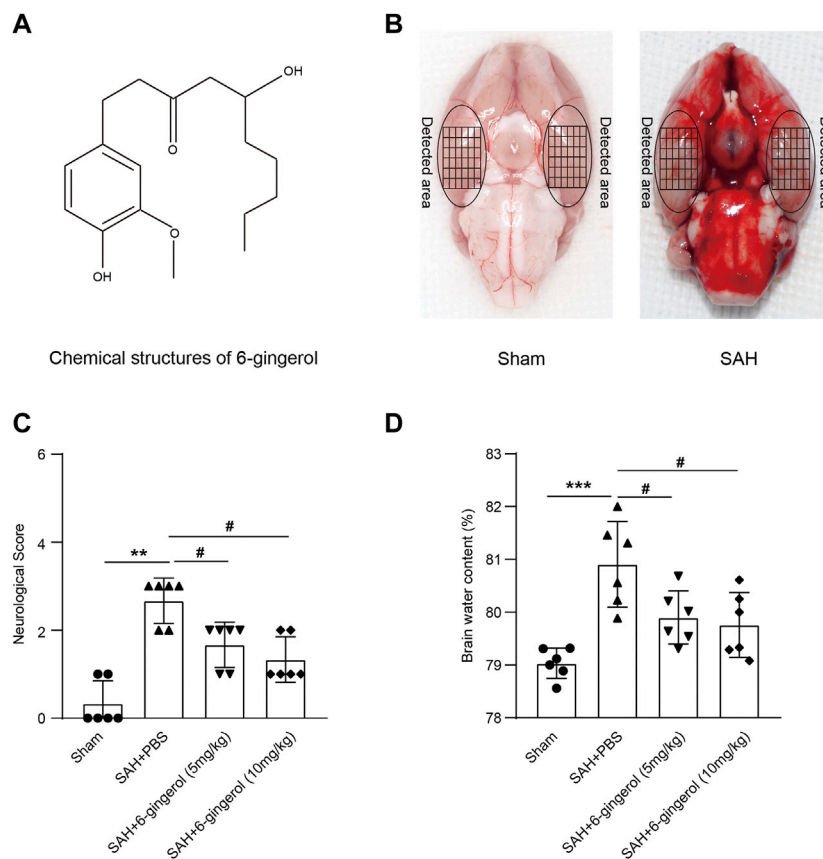 A
OH
O
O
OH
Chemical structures of 6-gingerol
B
Detected area
Detected area
Detected area
Detected area
Sham
SAH
C
Neurological Score
6
4
2
0
**
#
#
Sham
SAH+PBS
SAH+6-gingerol (5mg/kg)
SAH+6-gingerol (10mg/kg)
D
Brain water content (%)
83
82
81
80
79
78
***
#
#
Sham
SAH+PBS
SAH+6-gingerol (5mg/kg)
SAH+6-gingerol (10mg/kg)